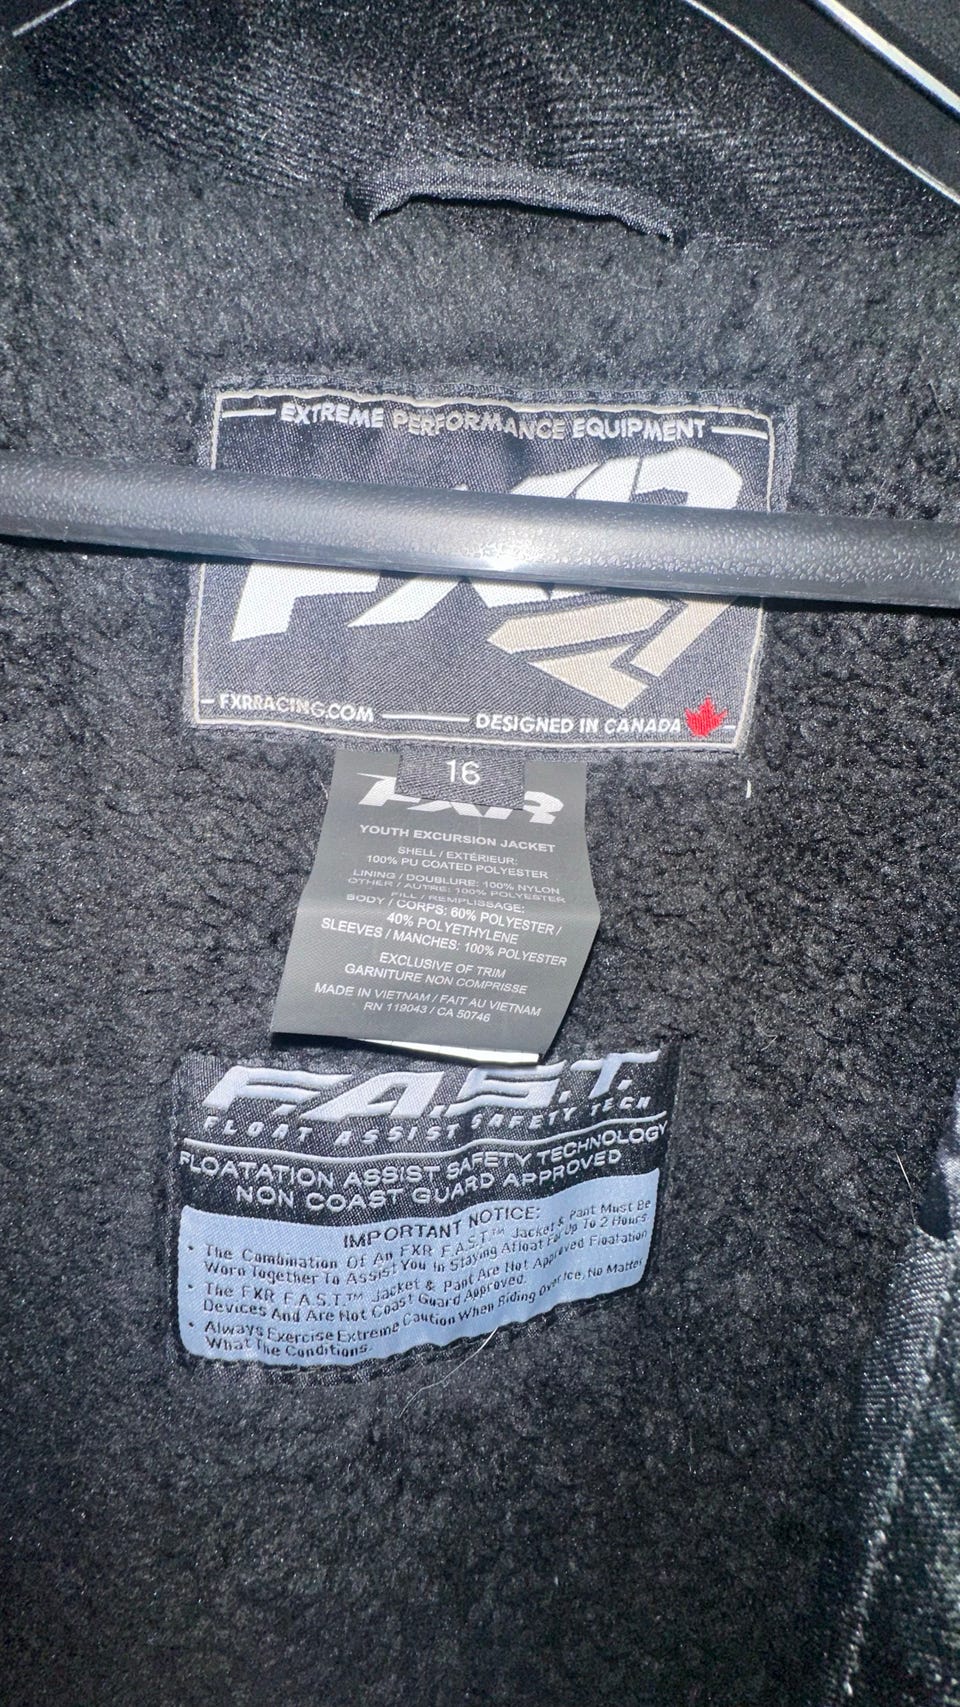 EXTREME PERFORMANCE EQUIPMENT
FXR
FXRRACING.COM
DESIGNED IN CANADA
16
FXR
YOUTH EXCURSION JACKET
SHELL / EXTÉRIEUR:
100% PU COATED POLYESTER
LINING / DOUBLURE: 100% NYLON
OTHER / AUTRE: 100% POLYESTER
FILL / REMPLISSAGE:
BODY / CORPS: 60% POLYESTER /
40% POLYETHYLENE
SLEEVES / MANCHES: 100% POLYESTER
EXCLUSIVE OF TRIM
GARNITURE NON COMPRISSE
MADE IN VIETNAM / FAIT AU VIETNAM
RN 119043 / CA 50746
F.A.S.T.
FLOAT ASSIST SAFETY TECH
FLOATATION ASSIST SAFETY TECHNOLOGY
NON COAST GUARD APPROVED
IMPORTANT NOTICE:
• The Combination Of An FXR F.A.S.T.™ Jacket & Pant Must Be
Worn Together To Assist You In Staying Afloat For Up To 2 Hours.
• The FXR F.A.S.T.™ Jacket & Pant Are Not Approved Floatation
Devices And Are Not Coast Guard Approved.
• Always Exercise Extreme Caution When Riding Over Ice, No Matter
What The Conditions.